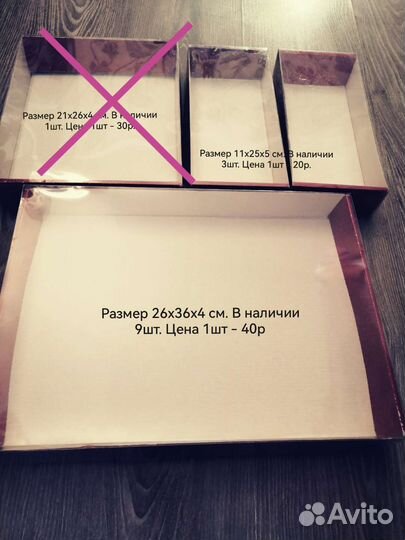 Размер 21х26х4 см. В наличии
1шт. Цена 1шт - 30р.
Размер 11х25х5 см. В наличии
3шт. Цена 1шт - 20р.
Размер 26х36х4 см. В наличии
9шт. Цена 1шт - 40р
Avito